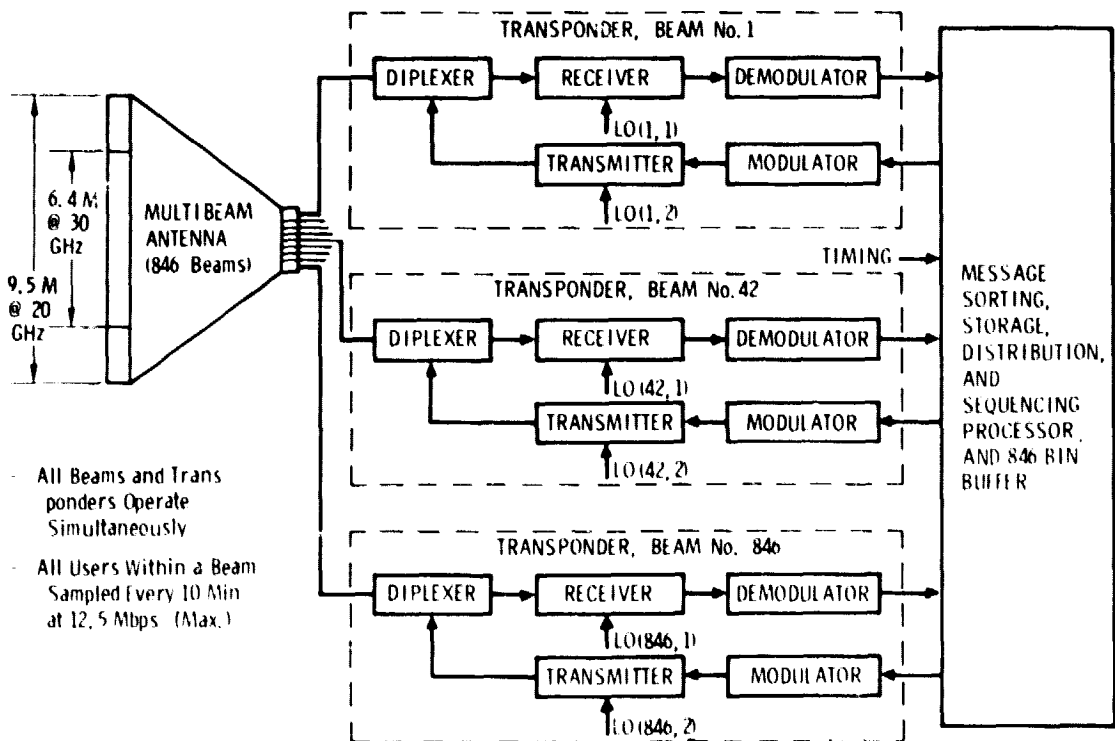 TRANSPONDER, BEAM No. 1
DIPLEXER
RECEIVER
DEMODULATOR
LO(1, 1)
TRANSMITTER
MODULATOR
LO(1, 2)
6.4 M
@ 30
GHz
9.5 M
@ 20
GHz
MULTIBEAM
ANTENNA
(846 Beams)
TIMING
TRANSPONDER, BEAM No. 42
DIPLEXER
RECEIVER
DEMODULATOR
LO(42, 1)
TRANSMITTER
MODULATOR
LO(42, 2)
MESSAGE
SORTING,
STORAGE,
DISTRIBUTION,
AND
SEQUENCING
PROCESSOR,
AND 846 BIN
BUFFER
- All Beams and Trans
ponders Operate
Simultaneously
- All Users Within a Beam
Sampled Every 10 Min
at 12.5 Mbps (Max.)
TRANSPONDER, BEAM No. 846
DIPLEXER
RECEIVER
DEMODULATOR
LO(846, 1)
TRANSMITTER
MODULATOR
LO(846, 2)